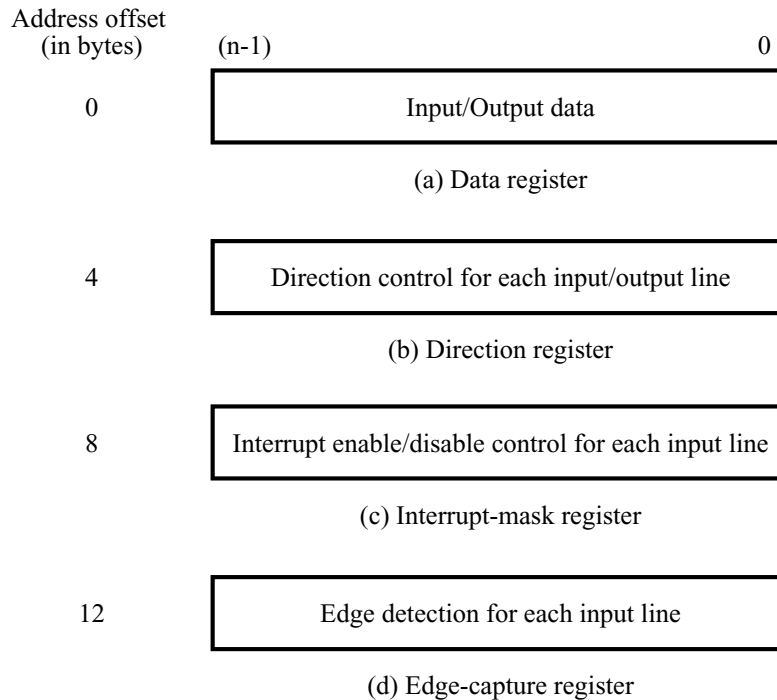 Address offset
(in bytes)
(n-1)
0
0
Input/Output data
(a) Data register
4
Direction control for each input/output line
(b) Direction register
8
Interrupt enable/disable control for each input line
(c) Interrupt-mask register
12
Edge detection for each input line
(d) Edge-capture register